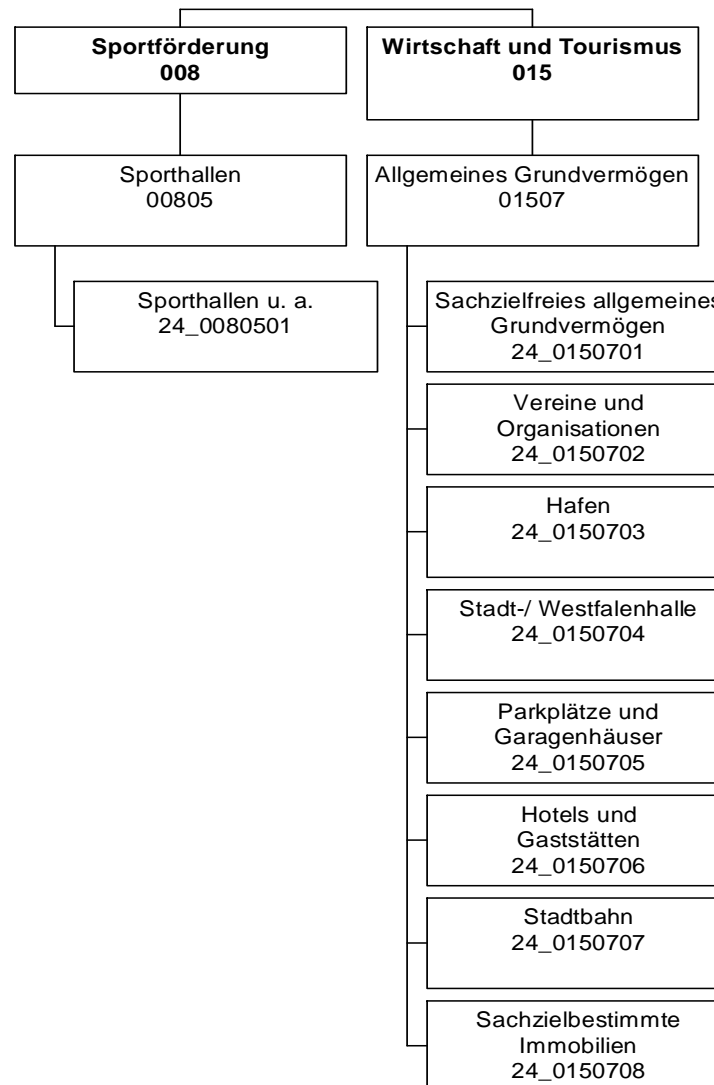 Sportförderung
008
Wirtschaft und Tourismus
015
Sporthallen
00805
Allgemeines Grundvermögen
01507
Sporthallen u. a.
24_0080501
Sachzielfreies allgemeines
Grundvermögen
24_0150701
Vereine und
Organisationen
24_0150702
Hafen
24_0150703
Stadt-/ Westfalenhalle
24_0150704
Parkplätze und
Garagenhäuser
24_0150705
Hotels und
Gaststätten
24_0150706
Stadtbahn
24_0150707
Sachzielbestimmte
Immobilien
24_0150708